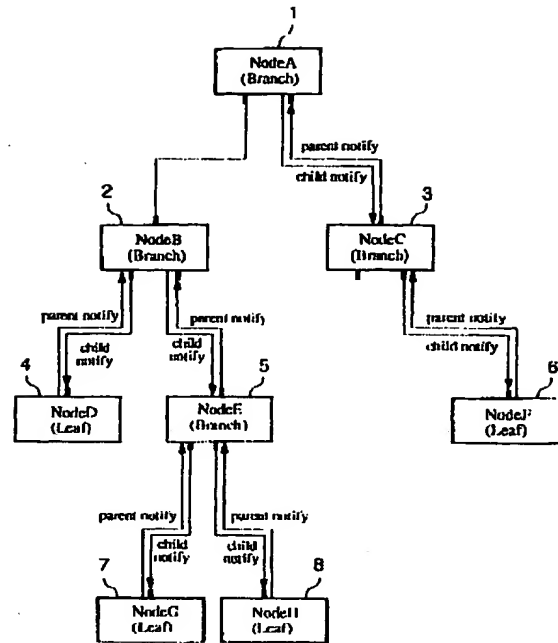 1
NodeA
(Branch)
parent notify
child notify
2
3
NodeB
(Branch)
NodeC
(Branch)
parent notify
child
notify
parent notify
child
notify
parent notify
child notify
4
5
6
NodeD
(Leaf)
NodeE
(Branch)
NodeF
(Leaf)
parent notify
child
notify
parent notify
child
notify
7
8
NodeG
(Leaf)
NodeH
(Leaf)